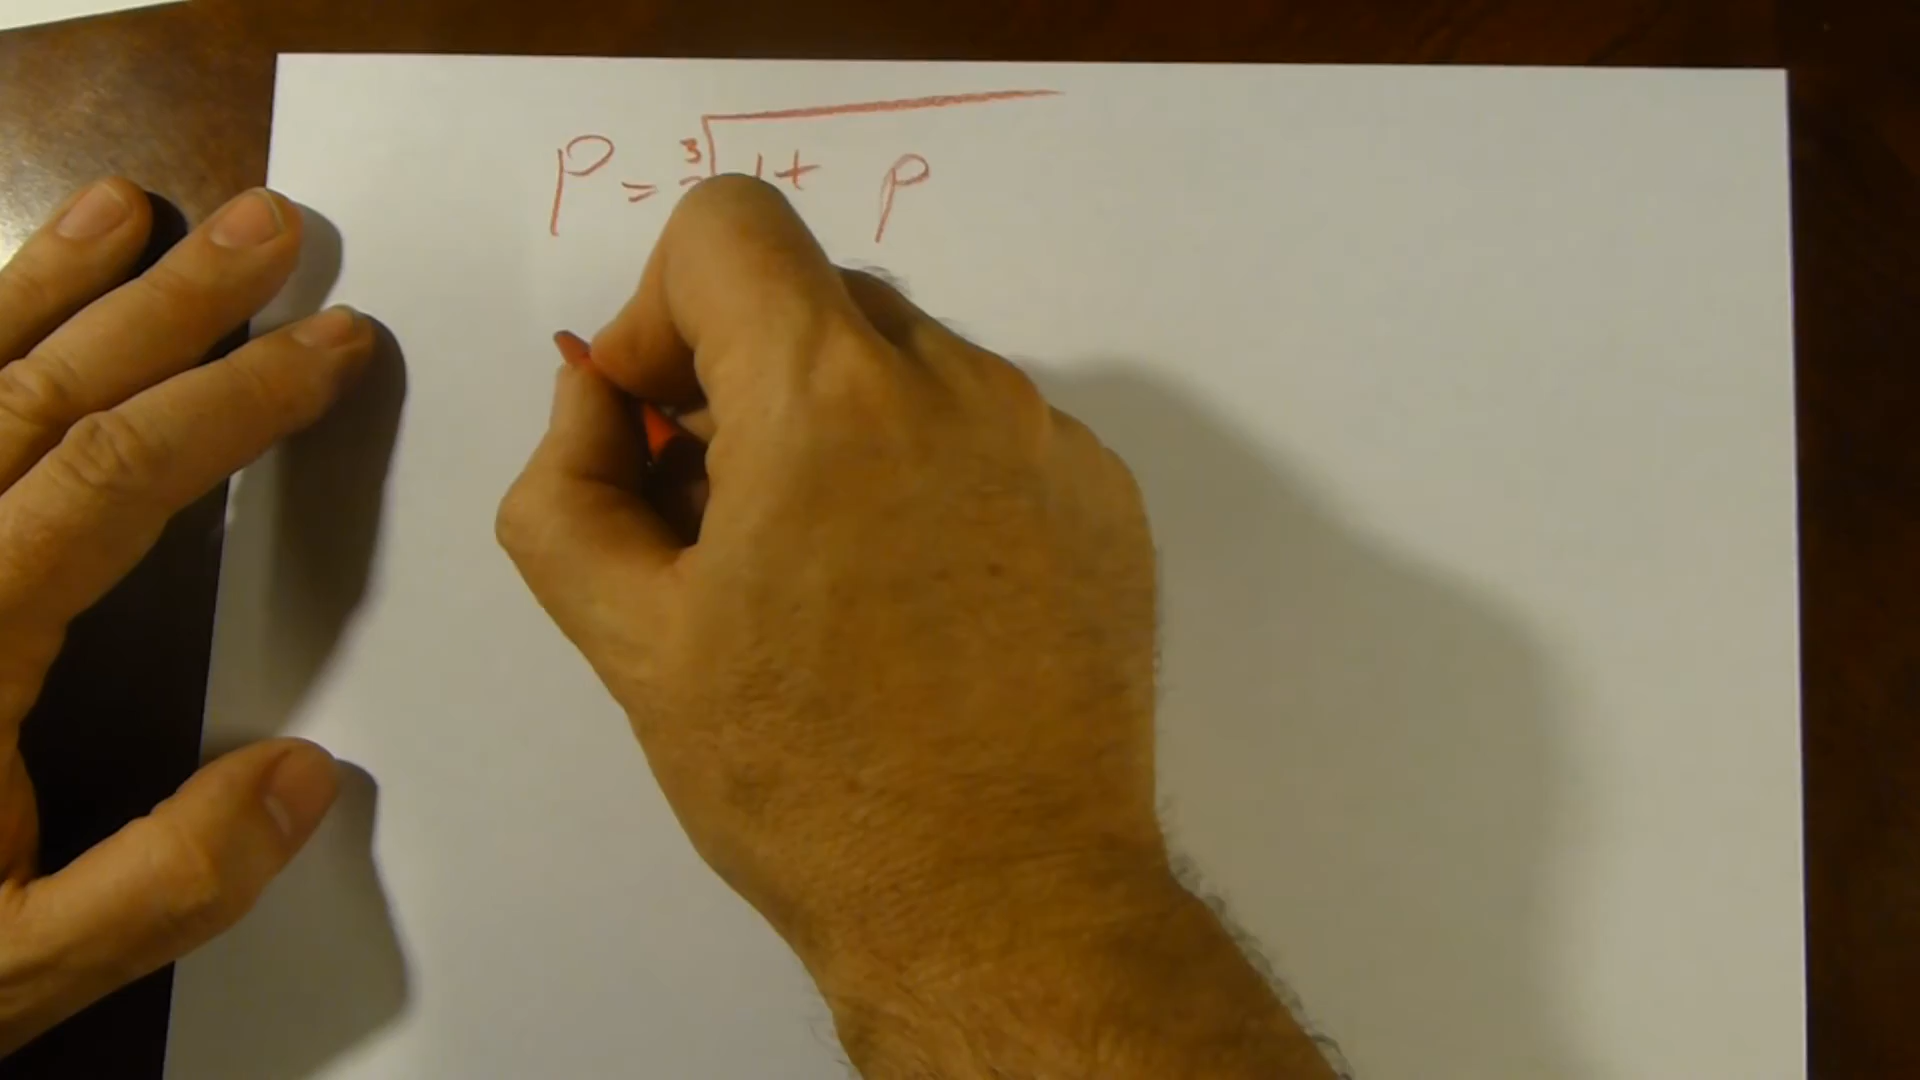 P = ∛1+ P